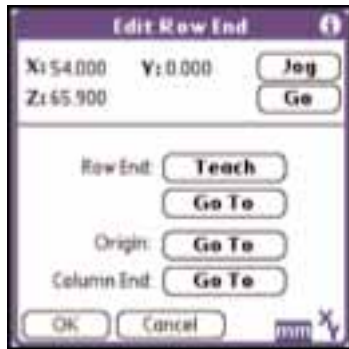 Edit Row End i
X: 54.000 Y: 0.000 Jog
Z: 65.900 Go
Row End: Teach
Go To
Origin: Go To
Column End: Go To
OK Cancel mm X/Y